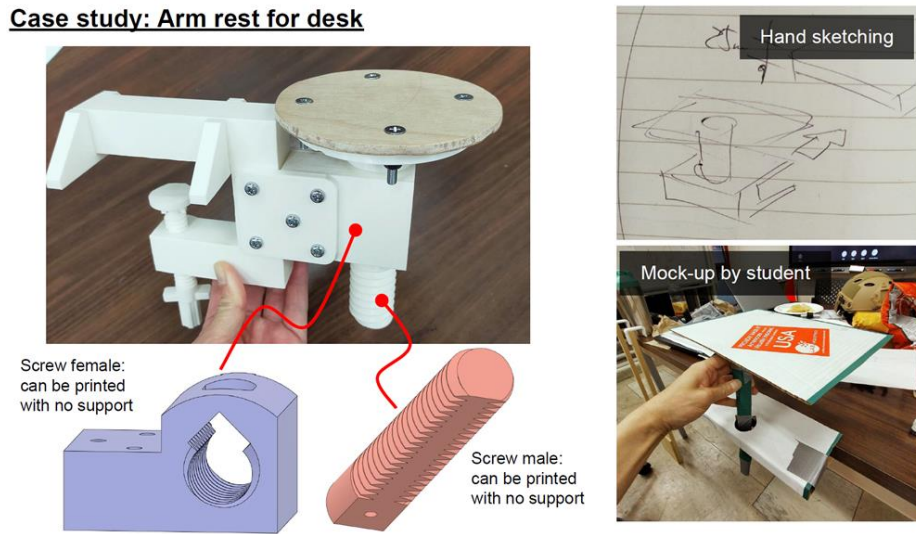 Case study: Arm rest for desk
Hand sketching
Mock-up by student
USA
Screw female:
can be printed
with no support
Screw male:
can be printed
with no support